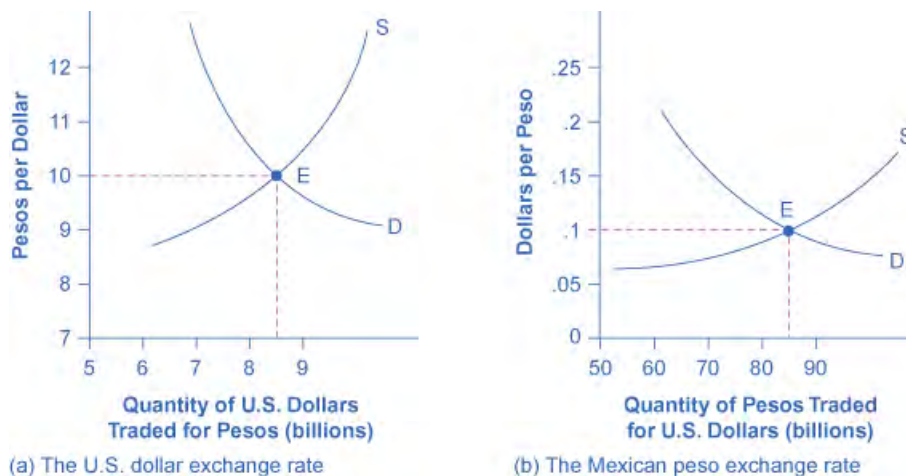 12
11
10
9
8
7
Pesos per Dollar
S
E
D
5 6 7 8 9
Quantity of U.S. Dollars
Traded for Pesos (billions)
(a) The U.S. dollar exchange rate
.25
.2
.15
.1
.05
0
Dollars per Peso
S
E
D
50 60 70 80 90
Quantity of Pesos Traded
for U.S. Dollars (billions)
(b) The Mexican peso exchange rate